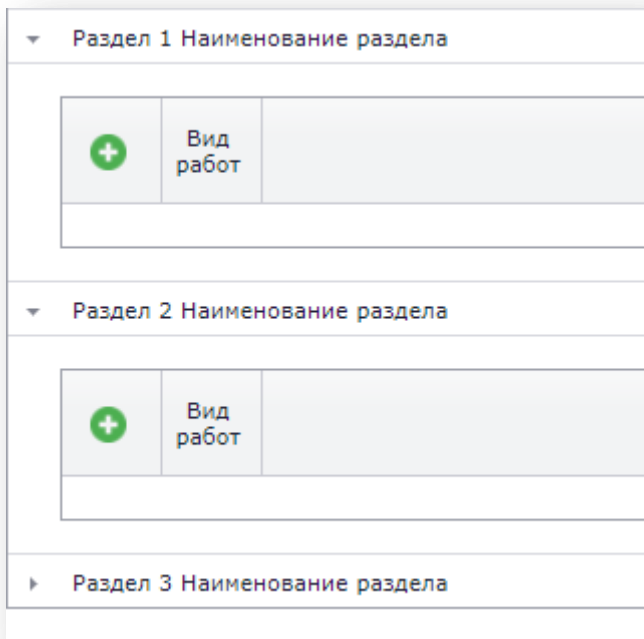 Раздел 1 Наименование раздела
Вид
работ
Раздел 2 Наименование раздела
Вид
работ
Раздел 3 Наименование раздела